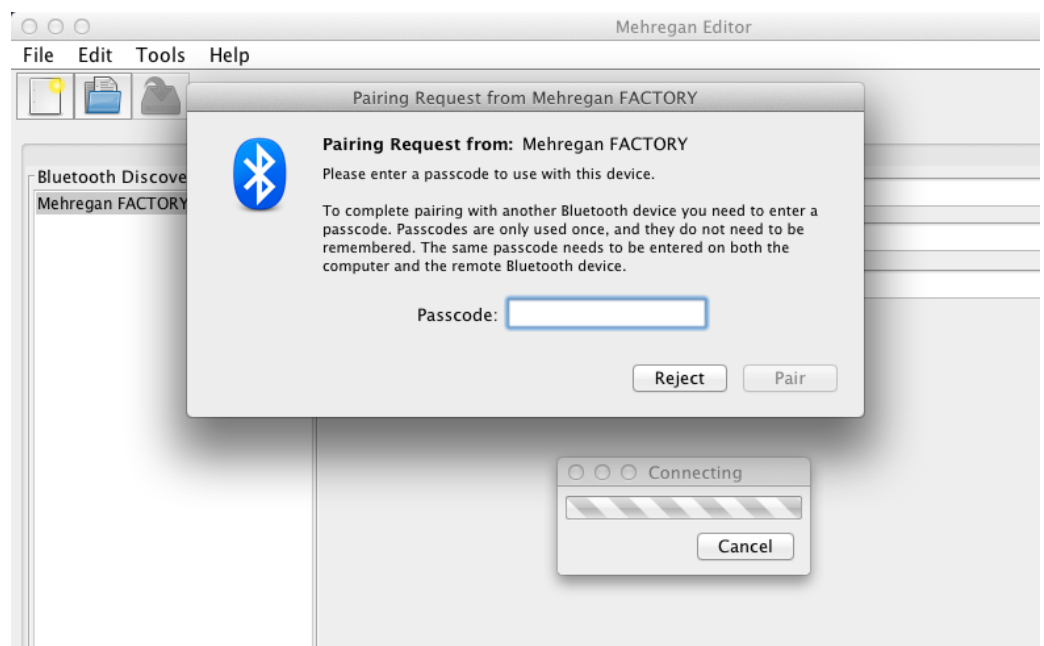 Mehregan Editor
File Edit Tools Help
Pairing Request from Mehregan FACTORY
Pairing Request from: Mehregan FACTORY
Please enter a passcode to use with this device.
To complete pairing with another Bluetooth device you need to enter a
passcode. Passcodes are only used once, and they do not need to be
remembered. The same passcode needs to be entered on both the
computer and the remote Bluetooth device.
Passcode:
Reject Pair
Bluetooth Discove
Mehregan FACTORY
Connecting
Cancel